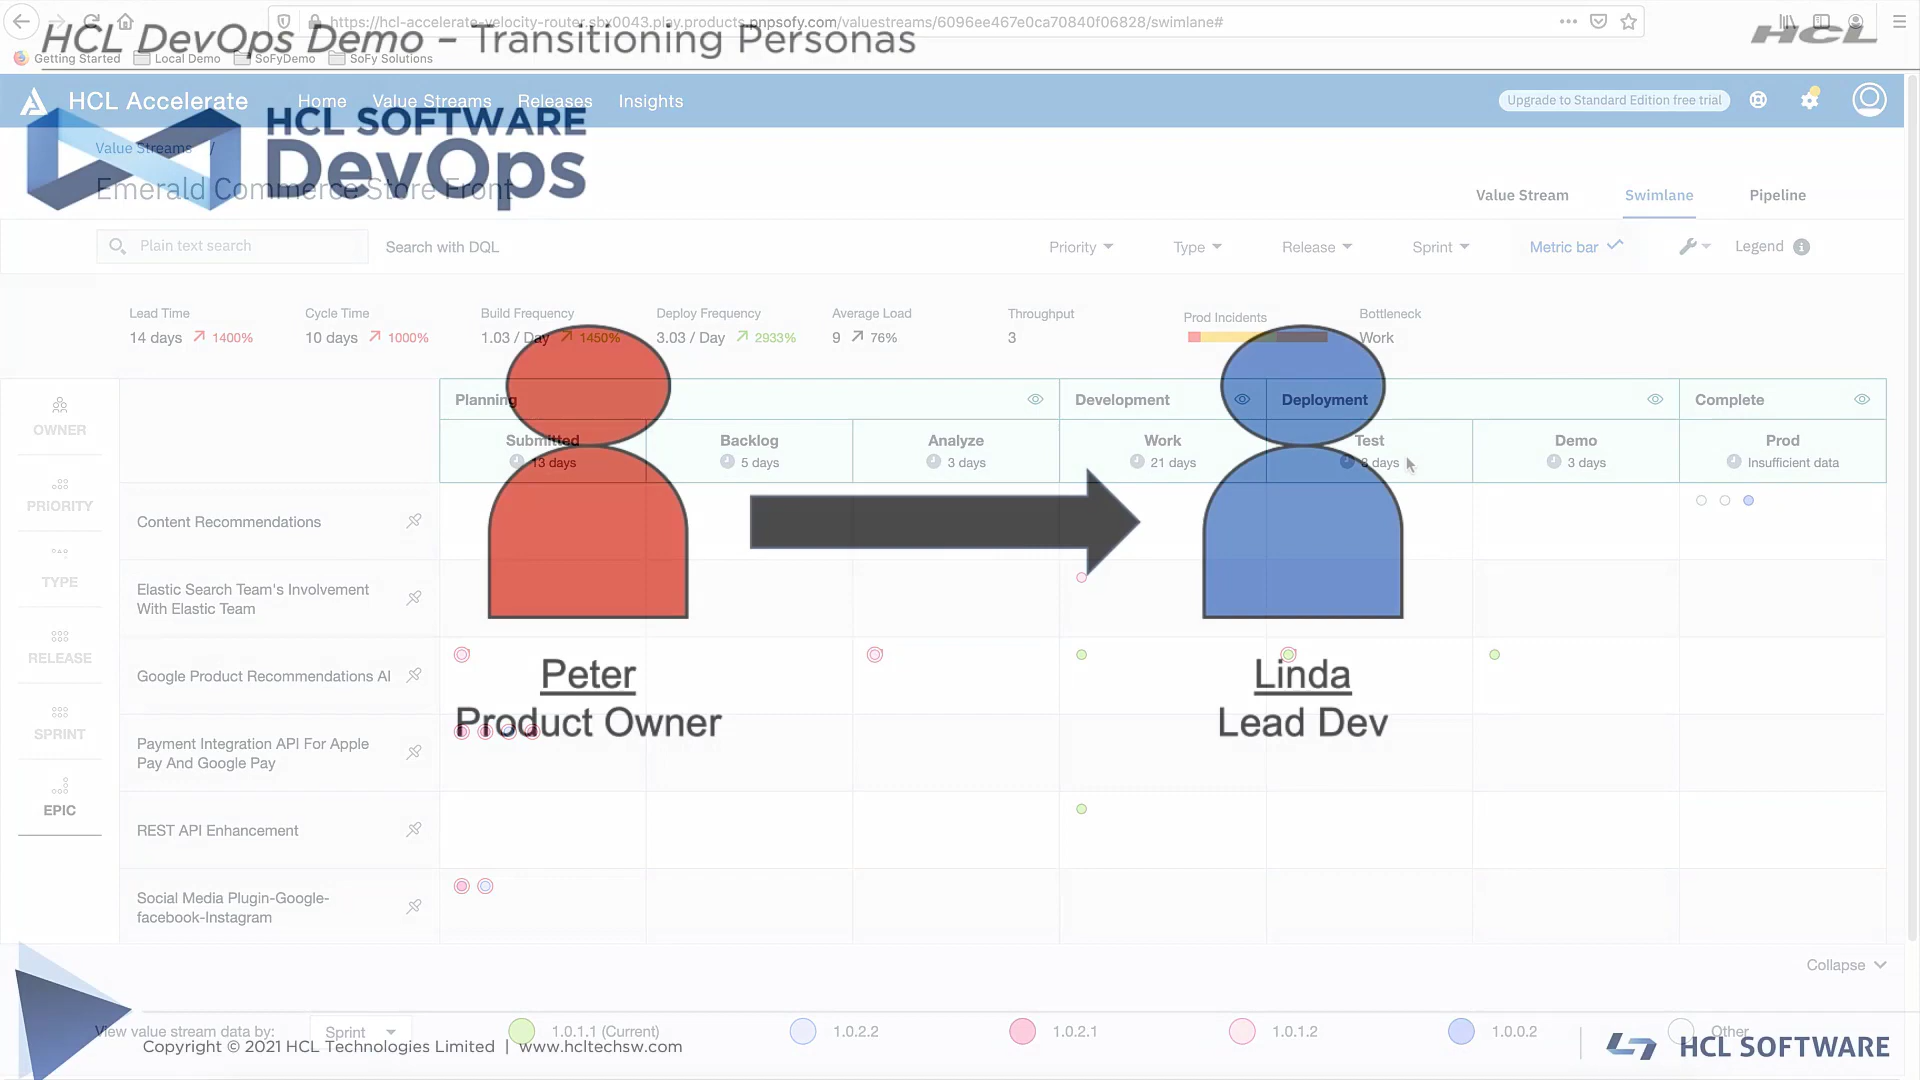 https://hcl-accelerate-velocity-router.sbx0043.play.products.pnpsofy.com/valuestreams/6096ee467e0ca70840f06828/swimlane#
HCL DevOps Demo – Transitioning Personas
HCL
Getting Started Local Demo SoFyDemo SoFy Solutions
HCL Accelerate Home Value Streams Releases Insights
Upgrade to Standard Edition free trial
HCL SOFTWARE
DevOps
Value Streams /
Emerald Commerce Store Front
Value Stream Swimlane Pipeline
Plain text search Search with DQL Priority Type Release Sprint Metric bar Legend
Lead Time Cycle Time Build Frequency Deploy Frequency Average Load Throughput Prod Incidents Bottleneck
14 days 1400% 10 days 1000% 1.03 / Day 1450% 3.03 / Day 2933% 9 76% 3 Work
Planning Development Deployment Complete
Submitted Backlog Analyze Work Test Demo Prod
13 days 5 days 3 days 21 days 3 days 3 days Insufficient data
OWNER
PRIORITY
TYPE
RELEASE
SPRINT
EPIC
Content Recommendations
Elastic Search Team's Involvement
With Elastic Team
Google Product Recommendations AI
Payment Integration API For Apple
Pay And Google Pay
REST API Enhancement
Social Media Plugin-Google-
facebook-Instagram
Peter
Product Owner
Linda
Lead Dev
Collapse
View value stream data by: Sprint 1.0.1.1 (Current) 1.0.2.2 1.0.2.1 1.0.1.2 1.0.0.2 Other
Copyright © 2021 HCL Technologies Limited | www.hcltechsw.com
HCL SOFTWARE